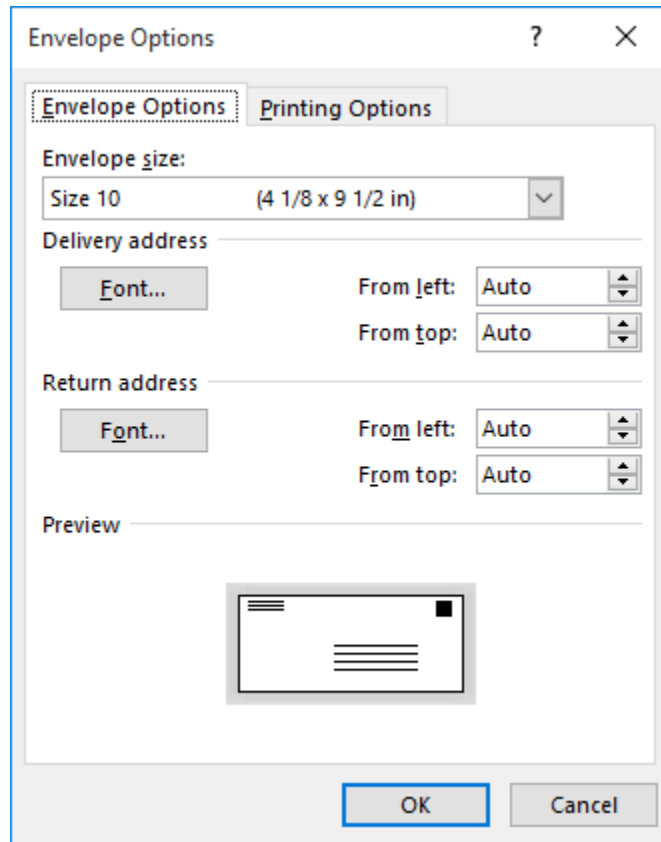 Envelope Options ?
Envelope Options Printing Options
Envelope size:
Size 10 (4 1/8 x 9 1/2 in)
Delivery address
Font... From left: Auto
From top: Auto
Return address
Font... From left: Auto
From top: Auto
Preview
OK Cancel